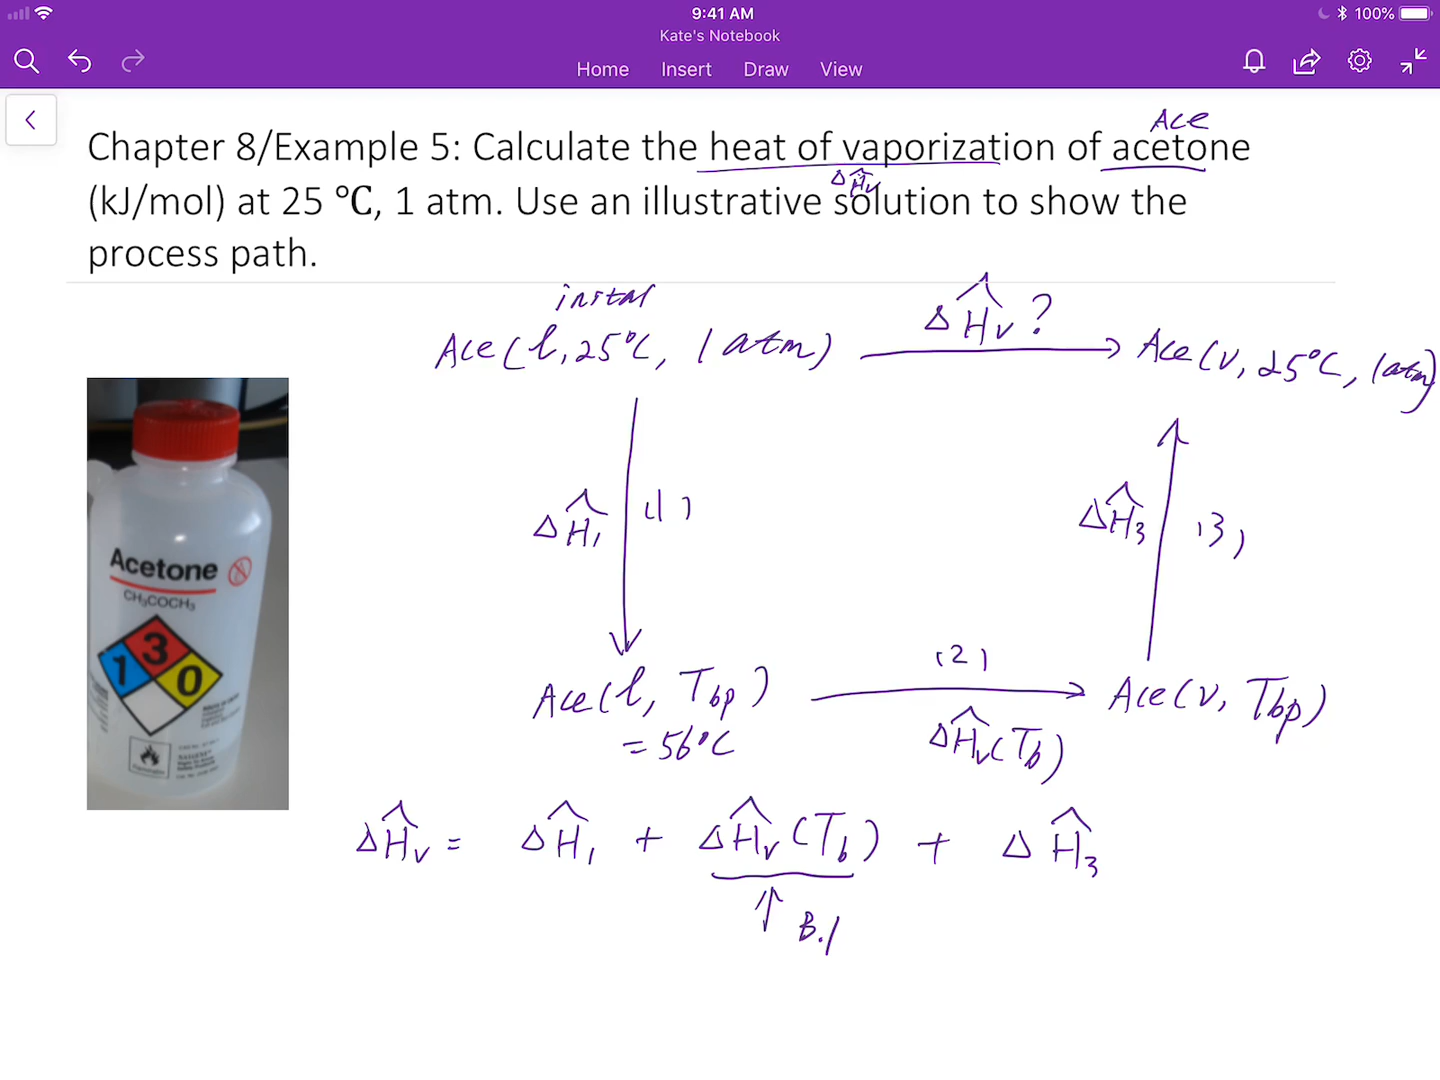 9:41 AM
100%
Kate's Notebook
Home Insert Draw View
Ace
Chapter 8/Example 5: Calculate the heat of vaporization of acetone
ΔĤv
(kJ/mol) at 25 °C, 1 atm. Use an illustrative solution to show the
process path.
ΔĤv ?
Ace(l, 25°C, 1 atm) Ace(v, 25°C, 1 atm)
ΔĤ1 (1) ΔĤ3 (3)
Acetone
CH3COCH3
3
1 0
(2)
Ace(l, Tbp) Ace(v, Tbp)
= 56°C ΔĤv(Tb)
ΔĤv = ΔĤ1 + ΔĤv(Tb) + ΔĤ3
↑ B.1